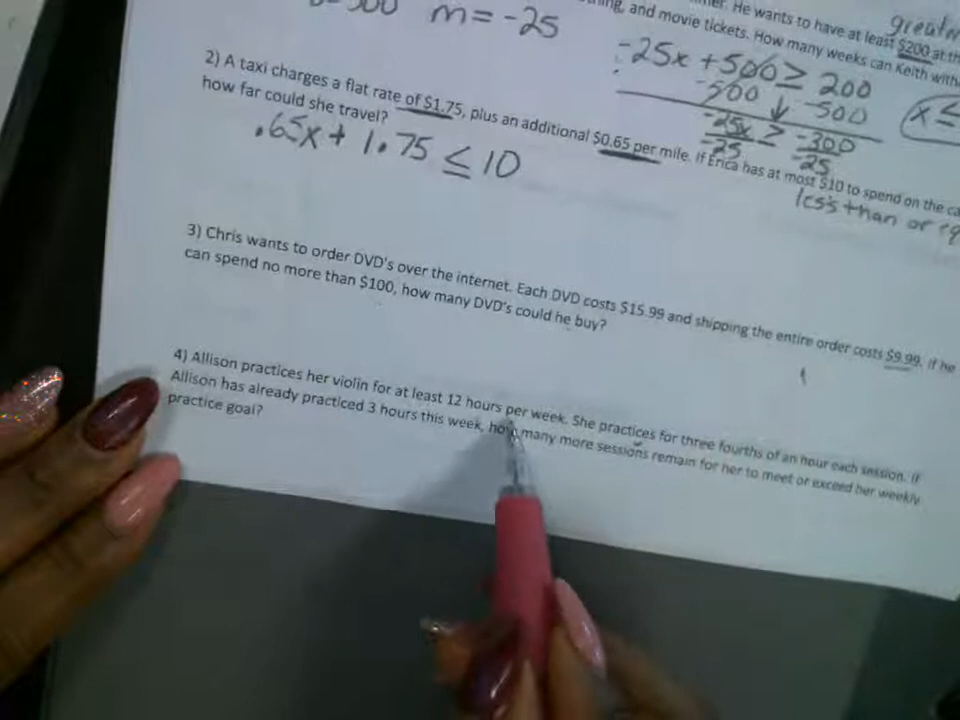 greater
He wants to have at least $200 at th
m = -25
and movie tickets. How many weeks can Keith with
-25x + 500 ≥ 200
-500 ↓ -500
x ≤
-25x ≥ -300
-25 -25
2) A taxi charges a flat rate of $1.75, plus an additional $0.65 per mile. If Erica has at most $10 to spend on the ca
how far could she travel?
less than or eq
.65x + 1.75 ≤ 10
3) Chris wants to order DVD's over the internet. Each DVD costs $15.99 and shipping the entire order costs $9.99. If he
can spend no more than $100, how many DVD's could he buy?
4) Allison practices her violin for at least 12 hours per week. She practices for three fourths of an hour each session. If
Allison has already practiced 3 hours this week, how many more sessions remain for her to meet or exceed her weekly
practice goal?